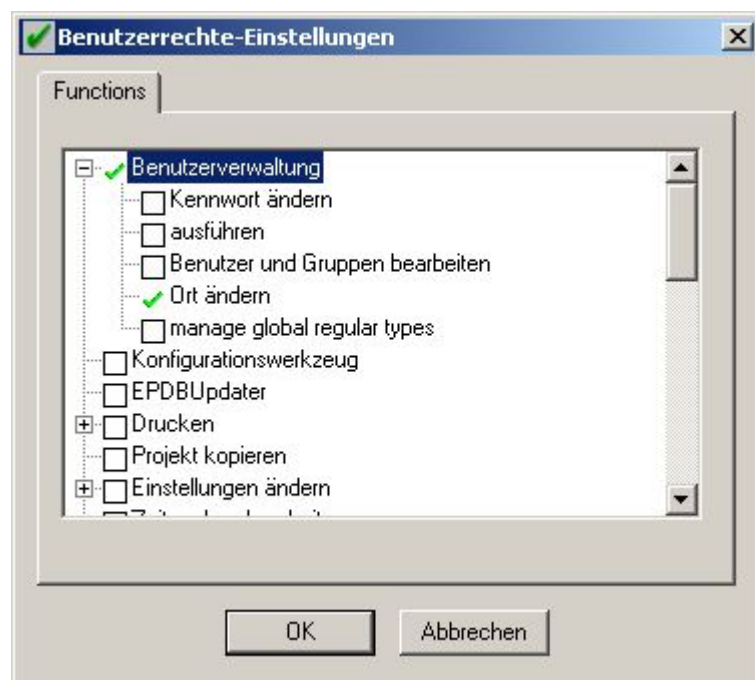 Benutzerrechte-Einstellungen
Functions
Benutzerverwaltung
Kennwort ändern
ausführen
Benutzer und Gruppen bearbeiten
Ort ändern
manage global regular types
Konfigurationswerkzeug
EPDBUpdater
Drucken
Projekt kopieren
Einstellungen ändern
OK
Abbrechen